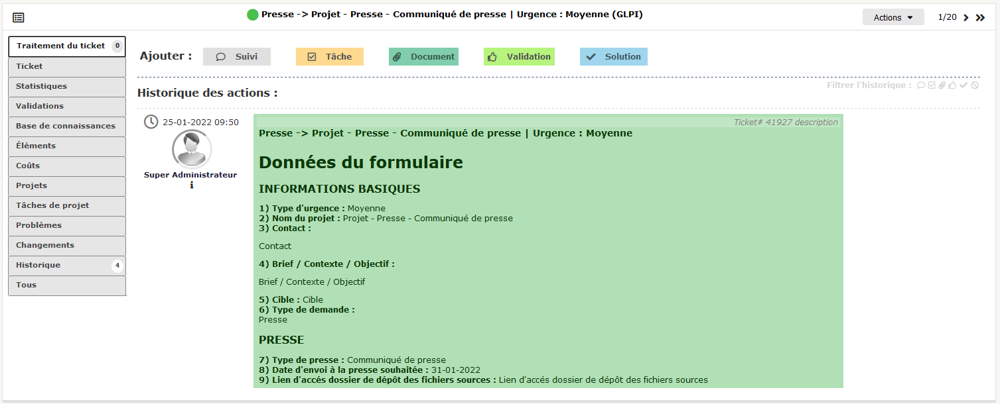 Presse -> Projet - Presse - Communiqué de presse | Urgence : Moyenne (GLPI)
Actions
1/20
Traitement du ticket 0
Ticket
Statistiques
Validations
Base de connaissances
Éléments
Coûts
Projets
Tâches de projet
Problèmes
Changements
Historique 4
Tous
Ajouter :
Suivi
Tâche
Document
Validation
Solution
Filtrer l'historique :
Historique des actions :
25-01-2022 09:50
Super Administrateur
Ticket# 41927 description
Presse -> Projet - Presse - Communiqué de presse | Urgence : Moyenne
Données du formulaire
INFORMATIONS BASIQUES
1) Type d'urgence : Moyenne
2) Nom du projet : Projet - Presse - Communiqué de presse
3) Contact :
Contact
4) Brief / Contexte / Objectif :
Brief / Contexte / Objectif
5) Cible : Cible
6) Type de demande :
Presse
PRESSE
7) Type de presse : Communiqué de presse
8) Date d'envoi à la presse souhaitée : 31-01-2022
9) Lien d'accés dossier de dépôt des fichiers sources : Lien d'accés dossier de dépôt des fichiers sources